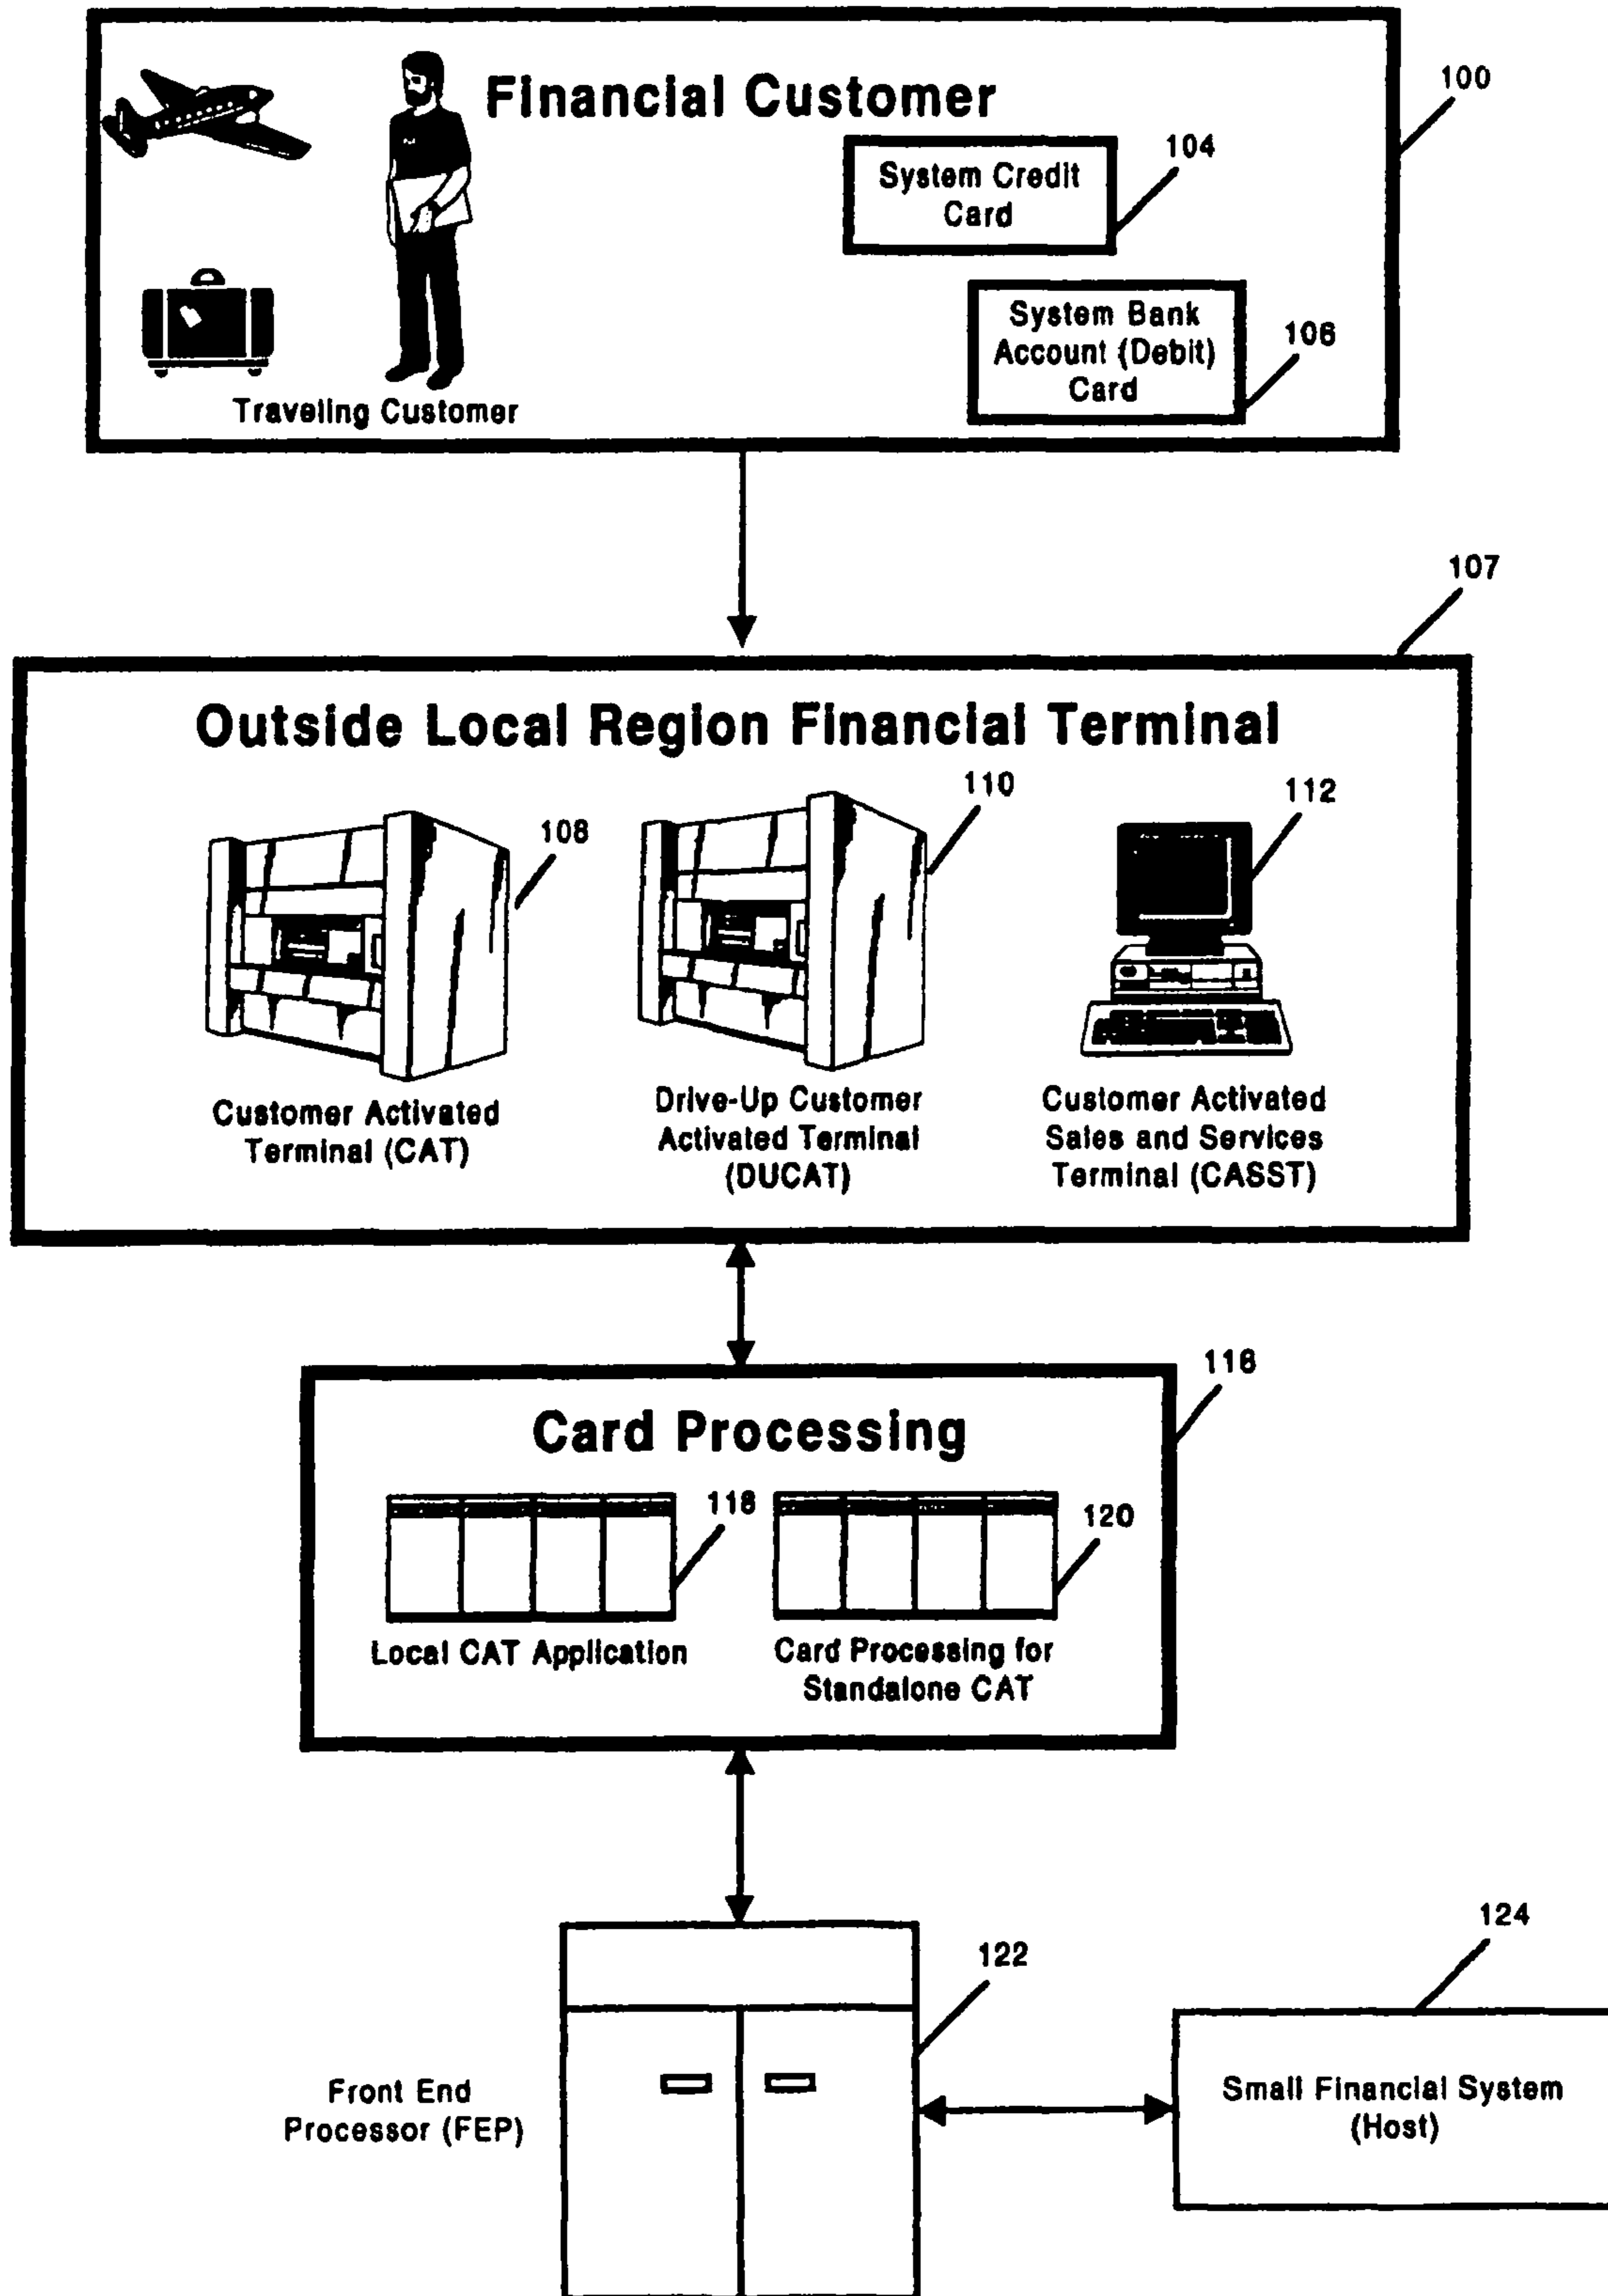 Financial Customer
100
104
System Credit
Card
System Bank
Account (Debit)
Card
106
Traveling Customer
107
Outside Local Region Financial Terminal
108
110
112
Customer Activated
Terminal (CAT)
Drive-Up Customer
Activated Terminal
(DUCAT)
Customer Activated
Sales and Services
Terminal (CASST)
116
Card Processing
118
120
Local CAT Application
Card Processing for
Standalone CAT
122
124
Front End
Processor (FEP)
Small Financial System
(Host)